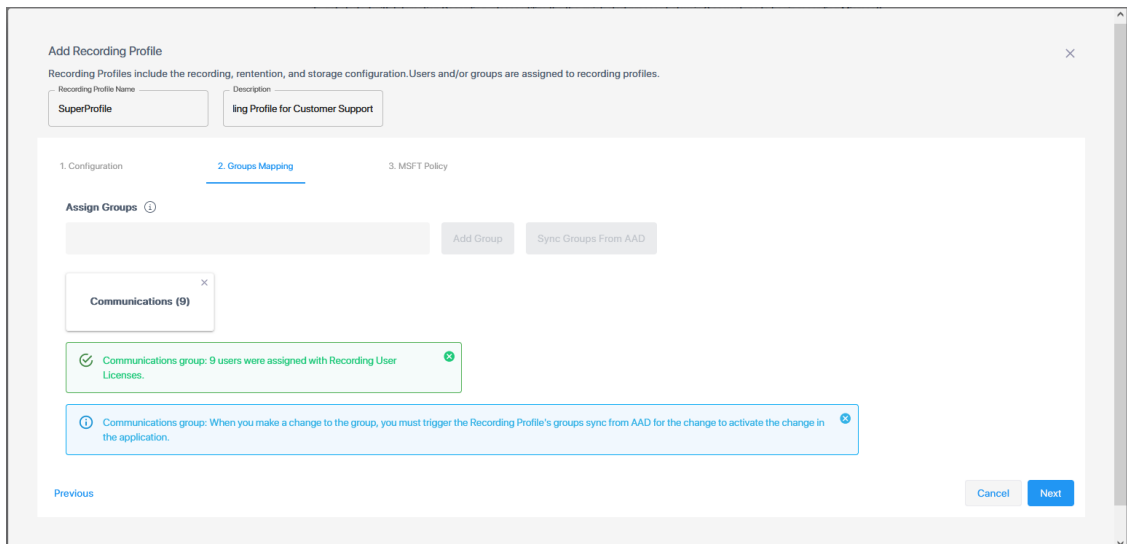 Add Recording Profile
Recording Profiles include the recording, rentention, and storage configuration.Users and/or groups are assigned to recording profiles.
Recording Profile Name
Description
SuperProfile
ling Profile for Customer Support
1. Configuration
2. Groups Mapping
3. MSFT Policy
Assign Groups
Add Group
Sync Groups From AAD
Communications (9)
Communications group: 9 users were assigned with Recording User
Licenses.
Communications group: When you make a change to the group, you must trigger the Recording Profile's groups sync from AAD for the change to activate the change in
the application.
Previous
Cancel
Next